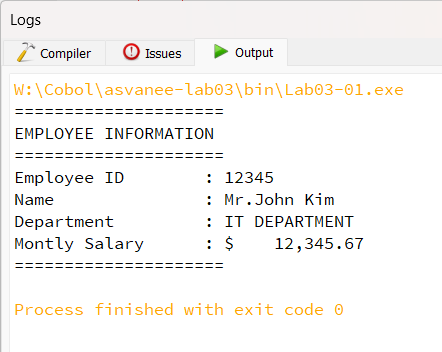 Logs
Compiler Issues Output
W:\Cobol\asvanee-lab03\bin\Lab03-01.exe
=====================
EMPLOYEE INFORMATION
=====================
Employee ID        : 12345
Name               : Mr.John Kim
Department         : IT DEPARTMENT
Montly Salary      : $    12,345.67
=====================
Process finished with exit code 0